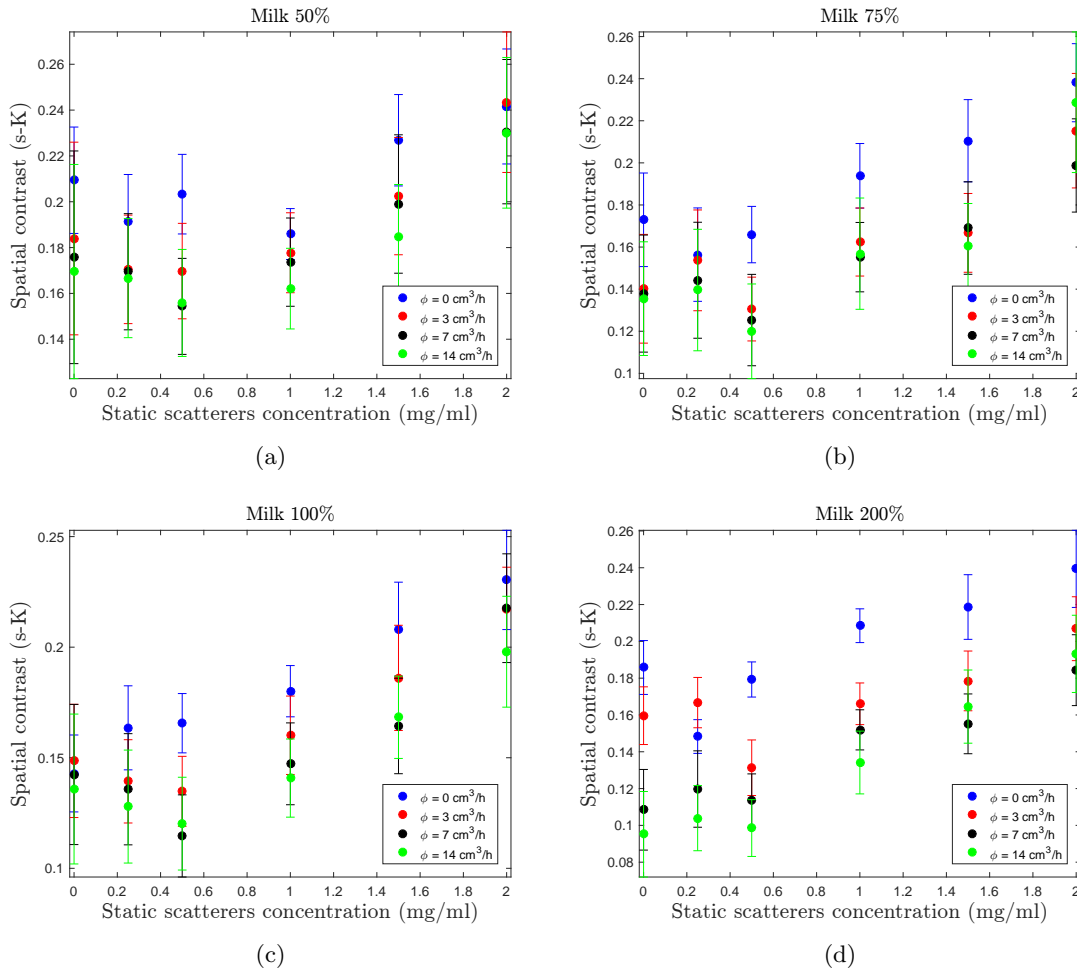 Milk 50%
Spatial contrast (s-K)
0.26
0.24
0.22
0.2
0.18
0.16
0.14
0 0.2 0.4 0.6 0.8 1 1.2 1.4 1.6 1.8 2
Static scatterers concentration (mg/ml)
ϕ = 0 cm³/h
ϕ = 3 cm³/h
ϕ = 7 cm³/h
ϕ = 14 cm³/h
(a)
Milk 75%
Spatial contrast (s-K)
0.26
0.24
0.22
0.2
0.18
0.16
0.14
0.12
0.1
0 0.2 0.4 0.6 0.8 1 1.2 1.4 1.6 1.8 2
Static scatterers concentration (mg/ml)
ϕ = 0 cm³/h
ϕ = 3 cm³/h
ϕ = 7 cm³/h
ϕ = 14 cm³/h
(b)
Milk 100%
Spatial contrast (s-K)
0.25
0.2
0.15
0.1
0 0.2 0.4 0.6 0.8 1 1.2 1.4 1.6 1.8 2
Static scatterers concentration (mg/ml)
ϕ = 0 cm³/h
ϕ = 3 cm³/h
ϕ = 7 cm³/h
ϕ = 14 cm³/h
(c)
Milk 200%
Spatial contrast (s-K)
0.26
0.24
0.22
0.2
0.18
0.16
0.14
0.12
0.1
0.08
0 0.2 0.4 0.6 0.8 1 1.2 1.4 1.6 1.8 2
Static scatterers concentration (mg/ml)
ϕ = 0 cm³/h
ϕ = 3 cm³/h
ϕ = 7 cm³/h
ϕ = 14 cm³/h
(d)